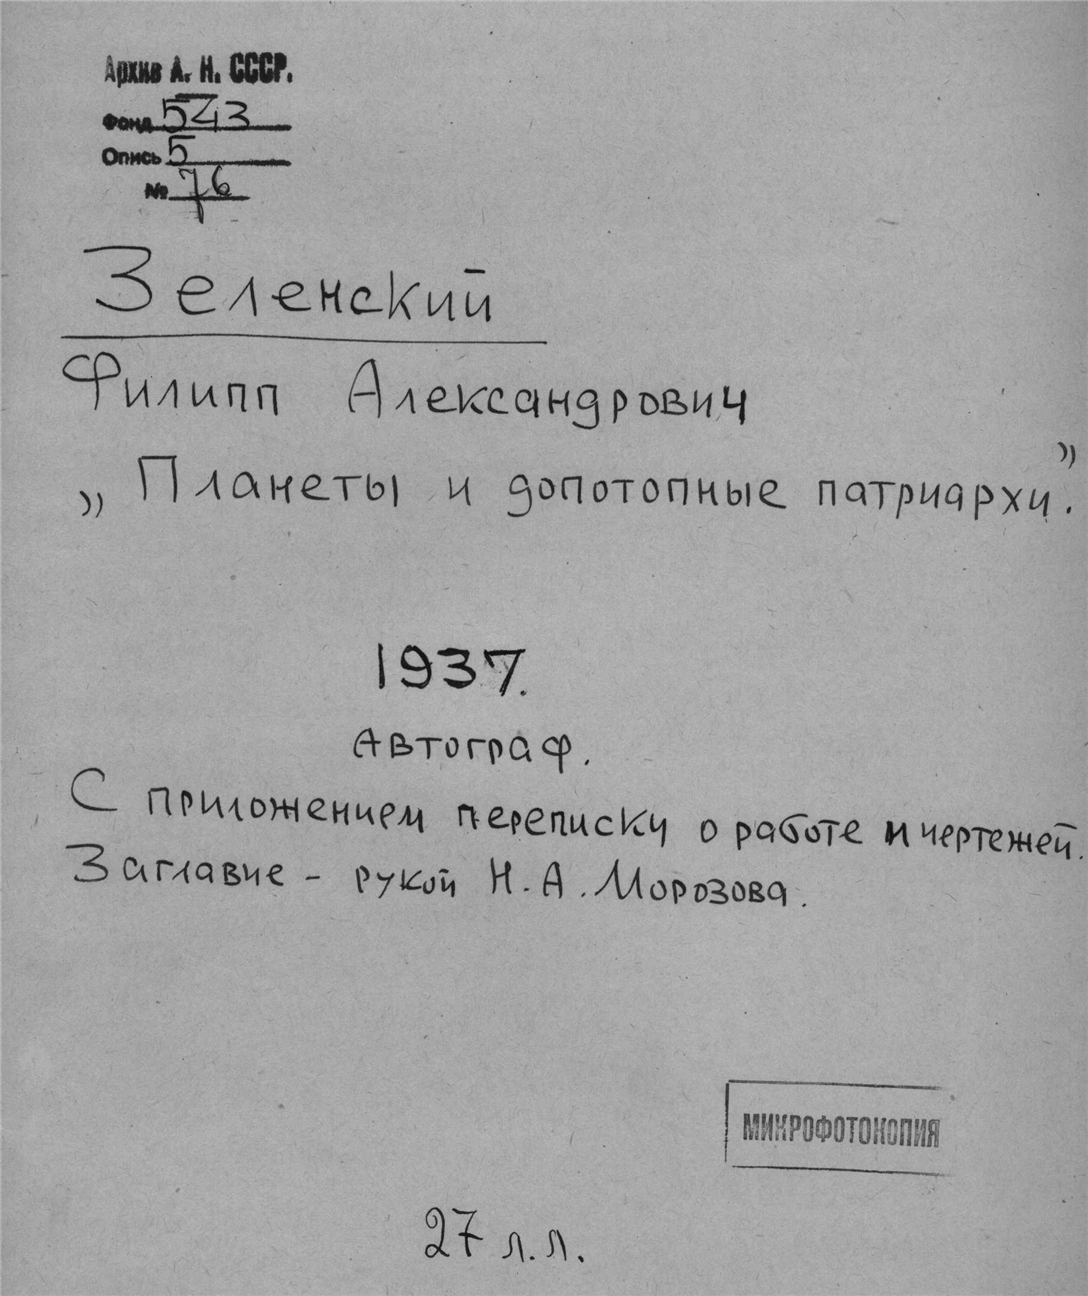 Архив А. Н. СССР.
Фонд 543
Опись 5
№ 76
Зеленский
Филипп Александрович
„Планеты и допотопные патриархи."
1937.
Автограф.
С приложением переписки о работе и чертежей.
Заглавие - рукой Н. А. Морозова.
МИКРОФОТОКОПИЯ
27 л.л.